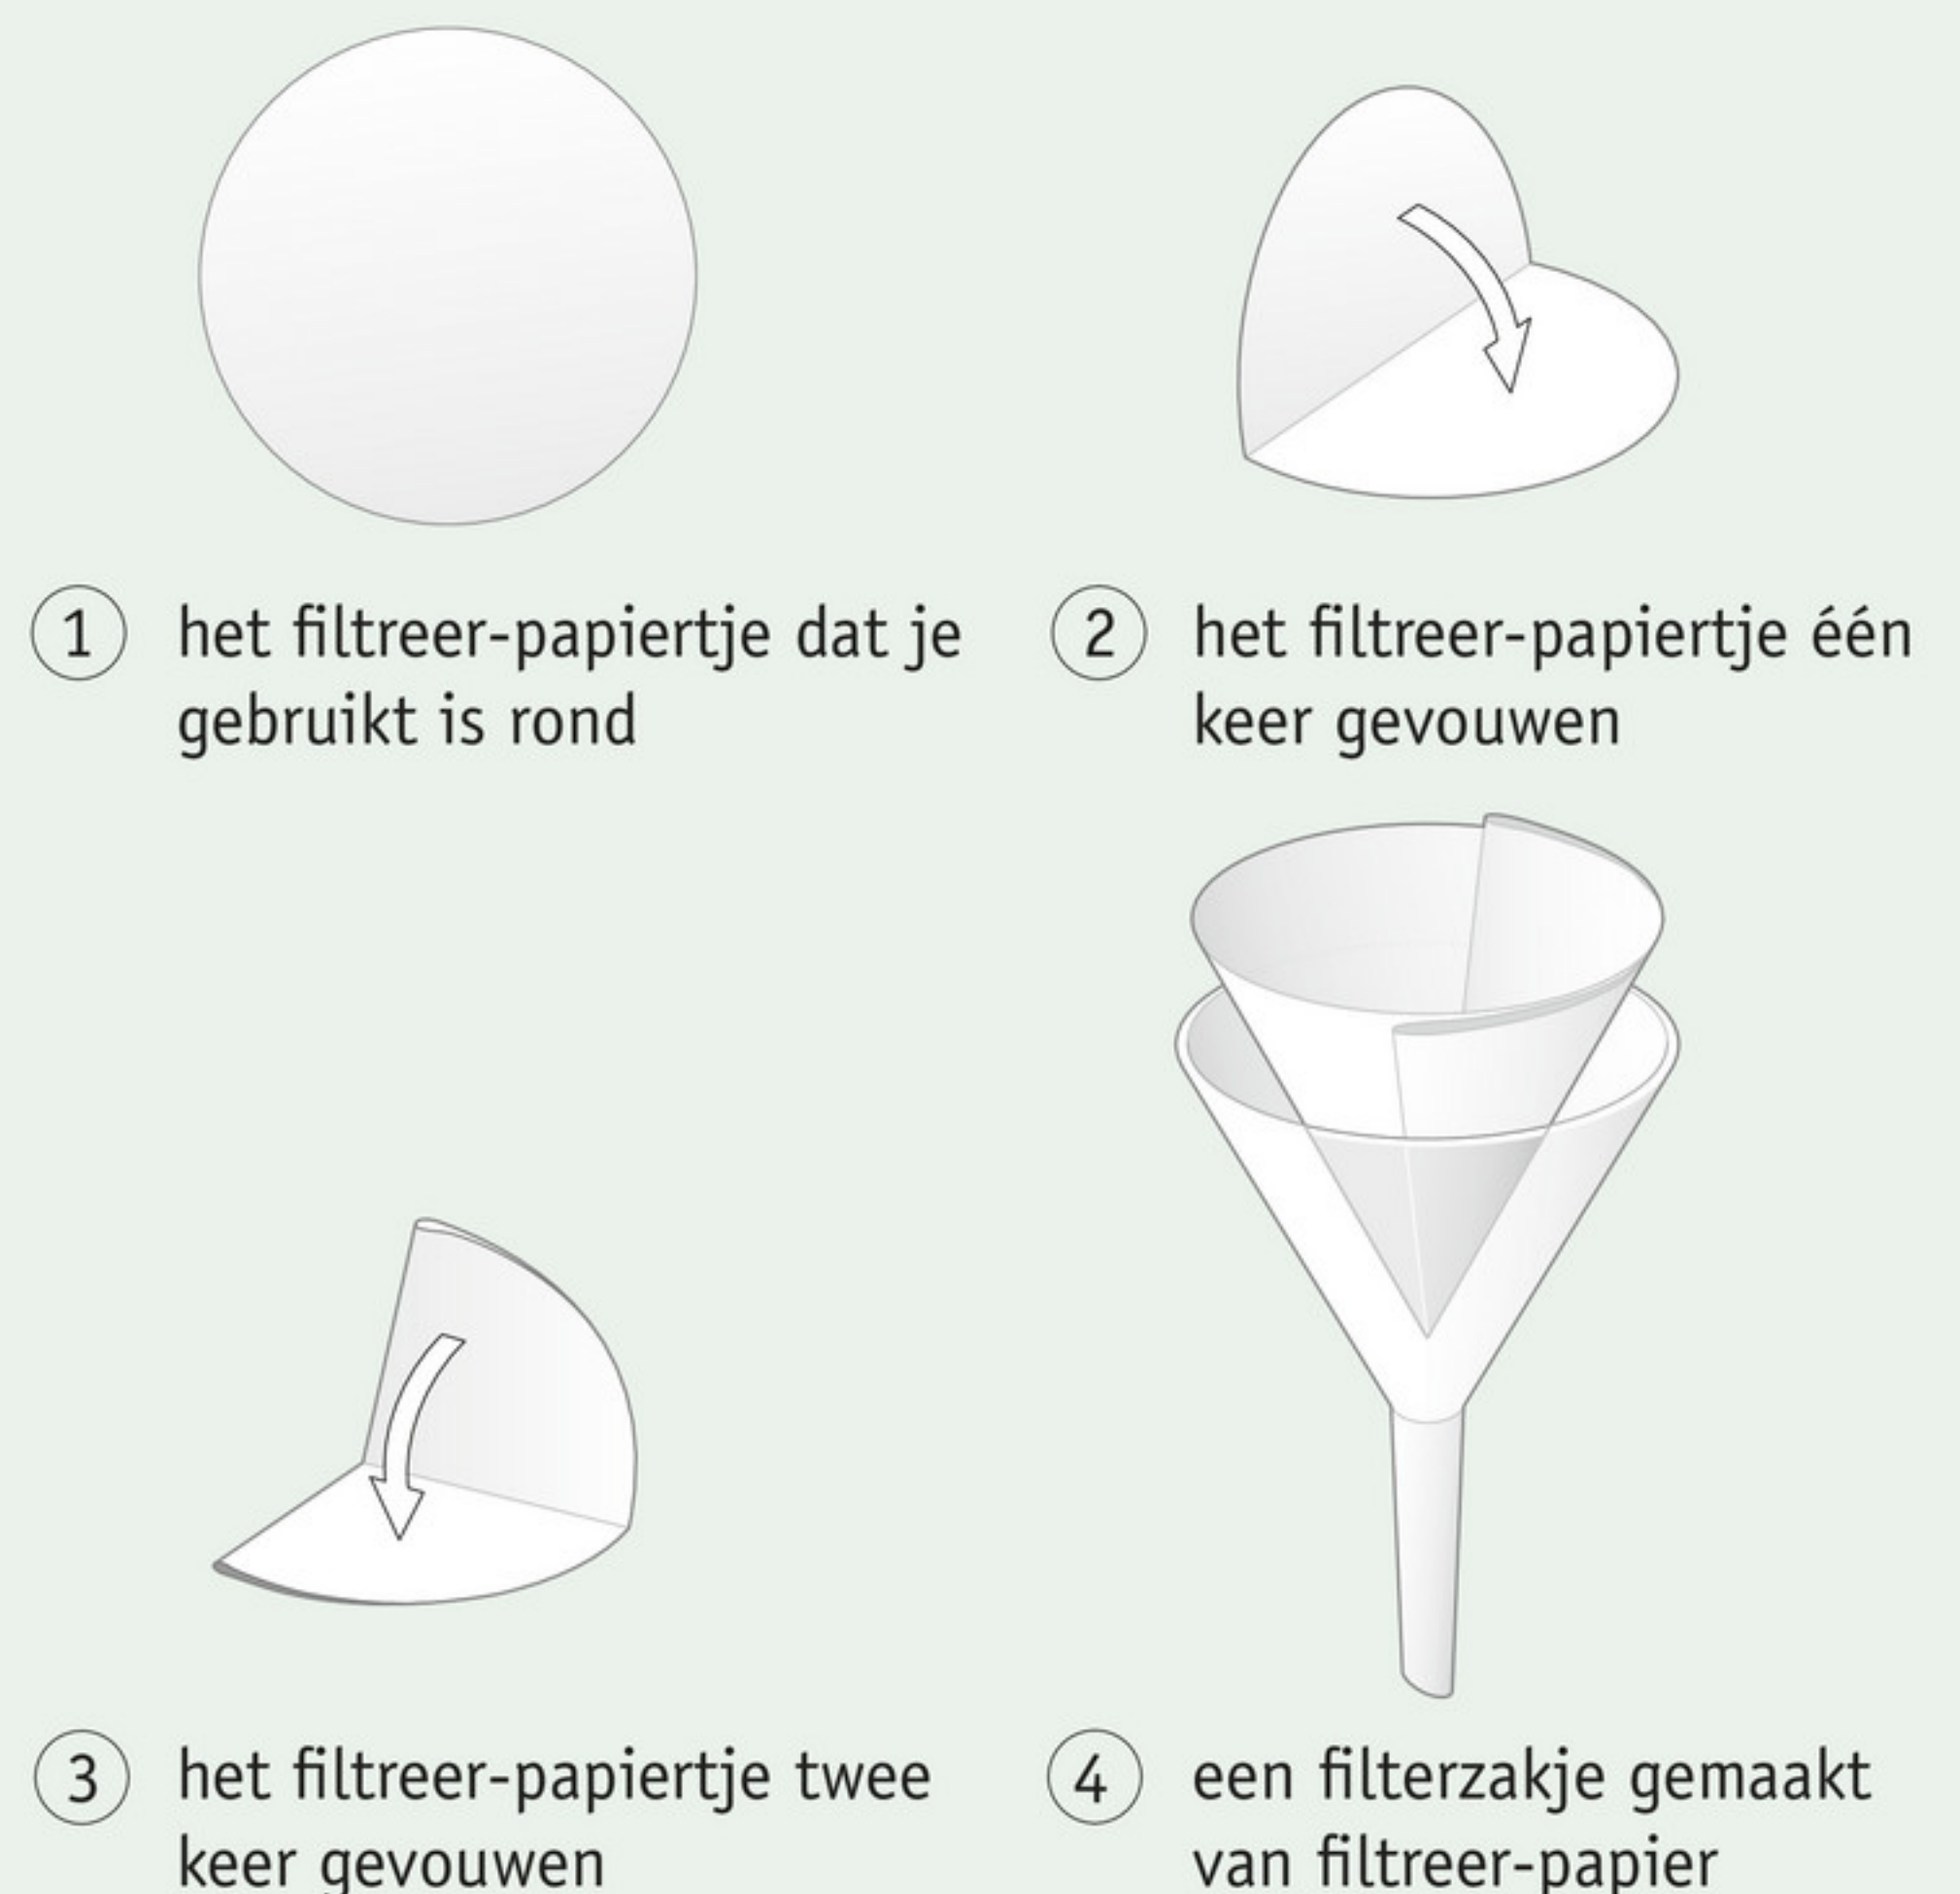 1 het filtreer-papiertje dat je
gebruikt is rond
2 het filtreer-papiertje één
keer gevouwen
3 het filtreer-papiertje twee
keer gevouwen
4 een filterzakje gemaakt
van filtreer-papier